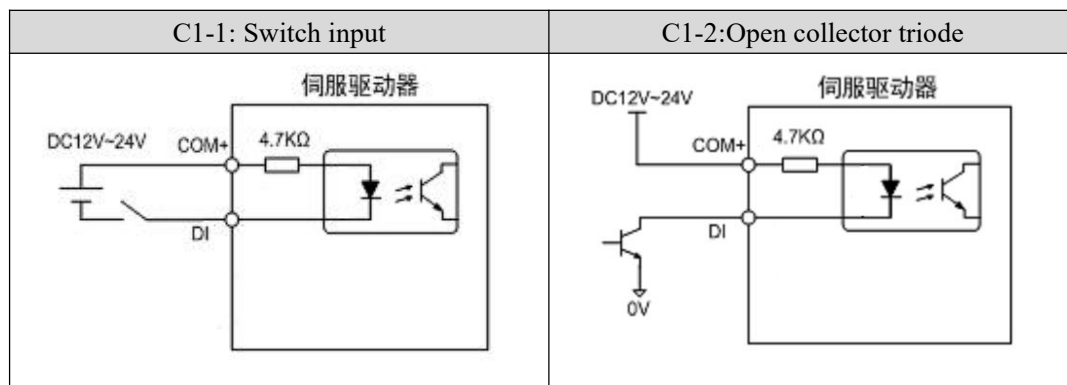 C1-1: Switch input
C1-2:Open collector triode
伺服驱动器
DC12V~24V
COM+
4.7KΩ
DI
伺服驱动器
DC12V~24V
COM+
4.7KΩ
DI
0V